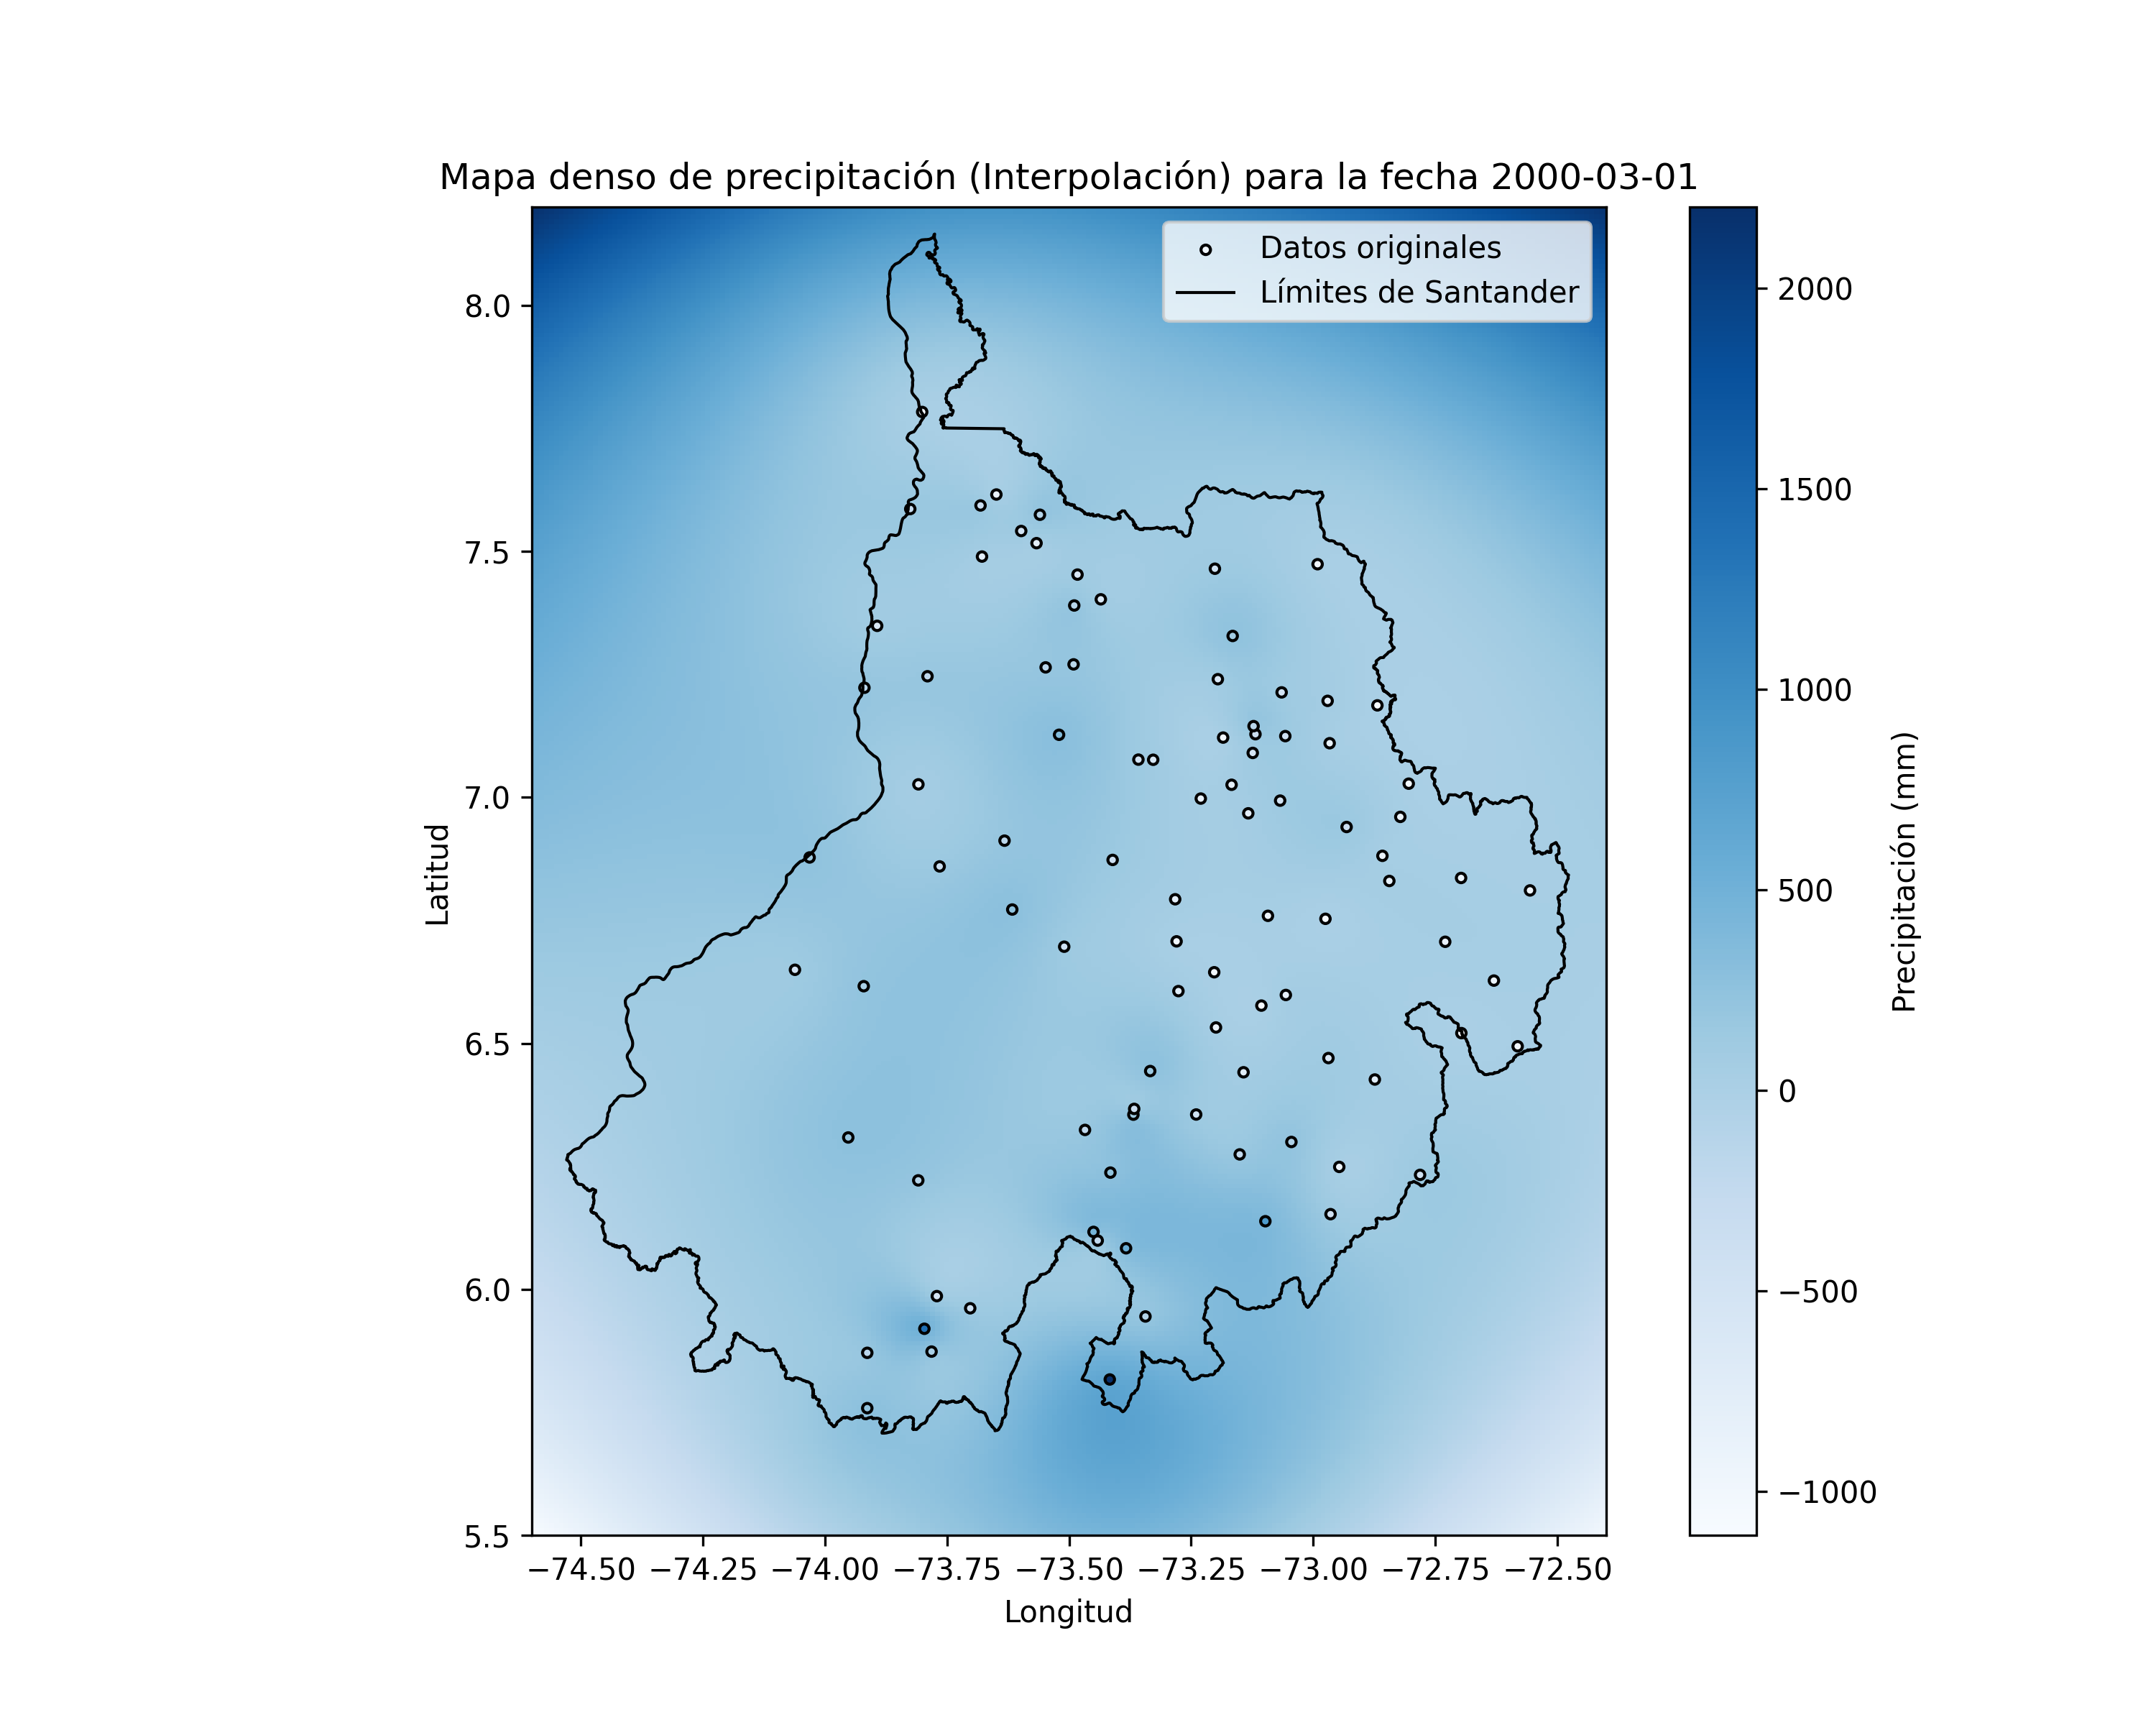 Mapa denso de precipitación (Interpolación) para la fecha 2000-03-01
Datos originales
Límites de Santander
8.0
7.5
7.0
6.5
6.0
5.5
Latitud
−74.50 −74.25 −74.00 −73.75 −73.50 −73.25 −73.00 −72.75 −72.50
Longitud
2000
1500
1000
500
0
−500
−1000
Precipitación (mm)